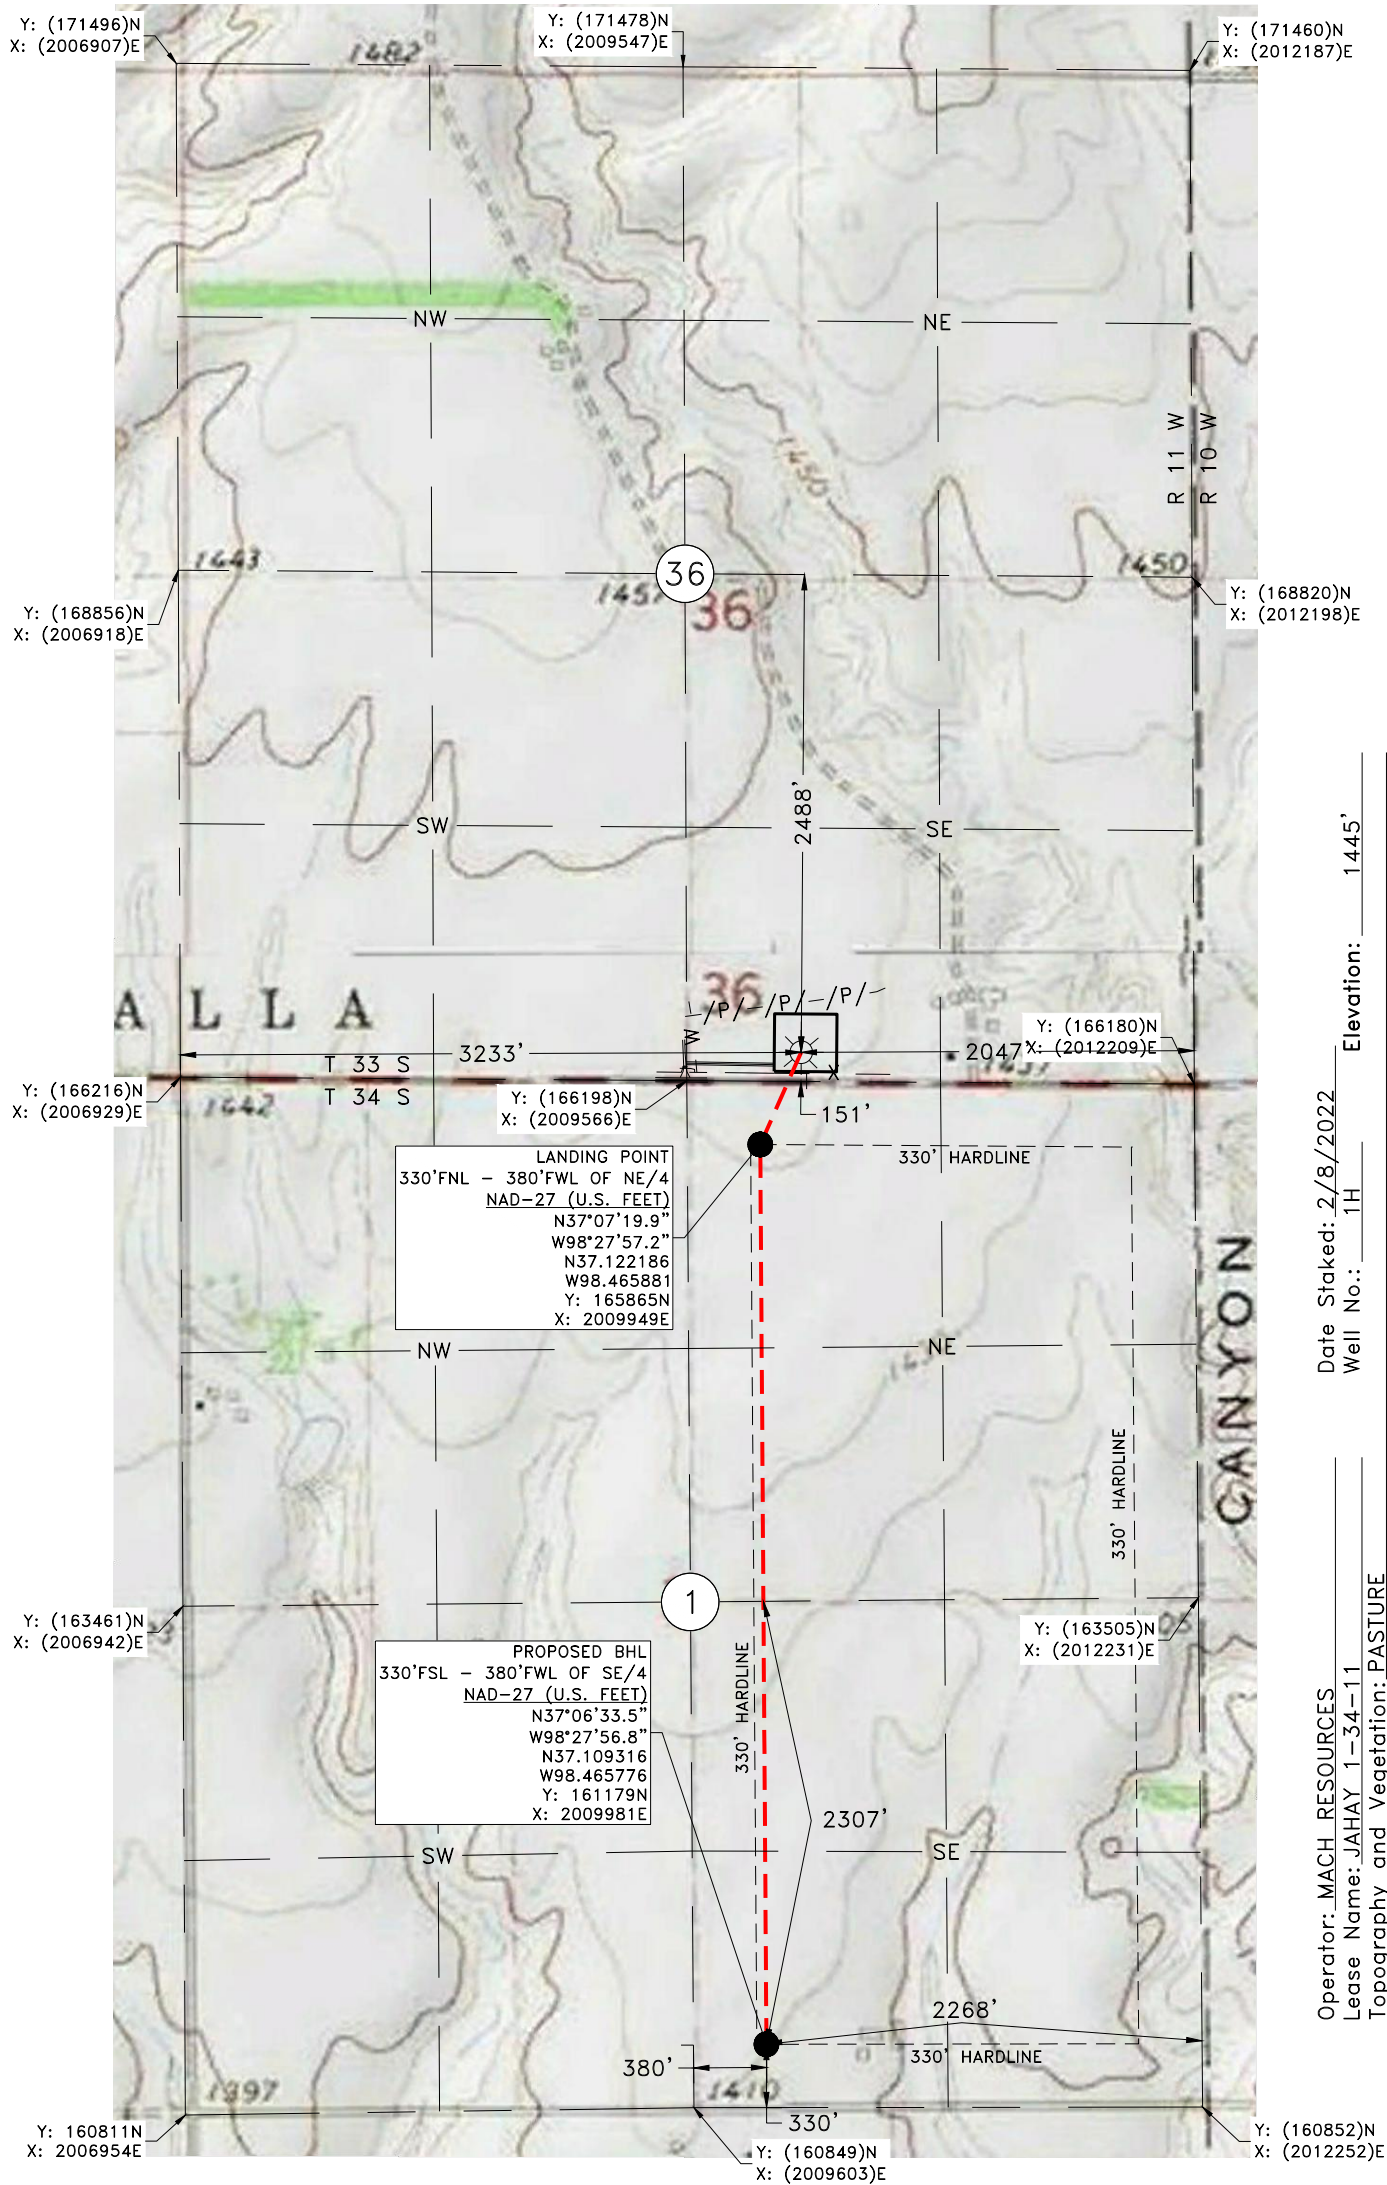 Y: (171496)N
X: (2006907)E
Y: (171478)N
X: (2009547)E
Y: (171460)N
X: (2012187)E
1482
NW
NE
R 11 W
R 10 W
1450
1443
36
1450
36
Y: (168856)N
X: (2006918)E
Y: (168820)N
X: (2012198)E
2488'
SW
SE
36
/P/-/P/-/P/-
W
A L L A
3233'
T 33 S
T 34 S
2047'
Y: (166180)N
X: (2012209)E
X
Y: (166216)N
X: (2006929)E
1442
Y: (166198)N
X: (2009566)E
151'
LANDING POINT
330'FNL - 380'FWL OF NE/4
NAD-27 (U.S. FEET)
N37°07'19.9"
W98°27'57.2"
N37.122186
W98.465881
Y: 165865N
X: 2009949E
330' HARDLINE
CANYON
NW
NE
330' HARDLINE
1
Y: (163461)N
X: (2006942)E
Y: (163505)N
X: (2012231)E
PROPOSED BHL
330'FSL - 380'FWL OF SE/4
NAD-27 (U.S. FEET)
N37°06'33.5"
W98°27'56.8"
N37.109316
W98.465776
Y: 161179N
X: 2009981E
330' HARDLINE
2307'
SW
SE
2268'
330' HARDLINE
380'
1397
1410
330'
Y: 160811N
X: 2006954E
Y: (160849)N
X: (2009603)E
Y: (160852)N
X: (2012252)E
Operator: MACH RESOURCES
Date Staked: 2/8/2022
Lease Name: JAHAY 1-34-11
Well No.: 1H
Elevation: 1445'
Topography and Vegetation: PASTURE